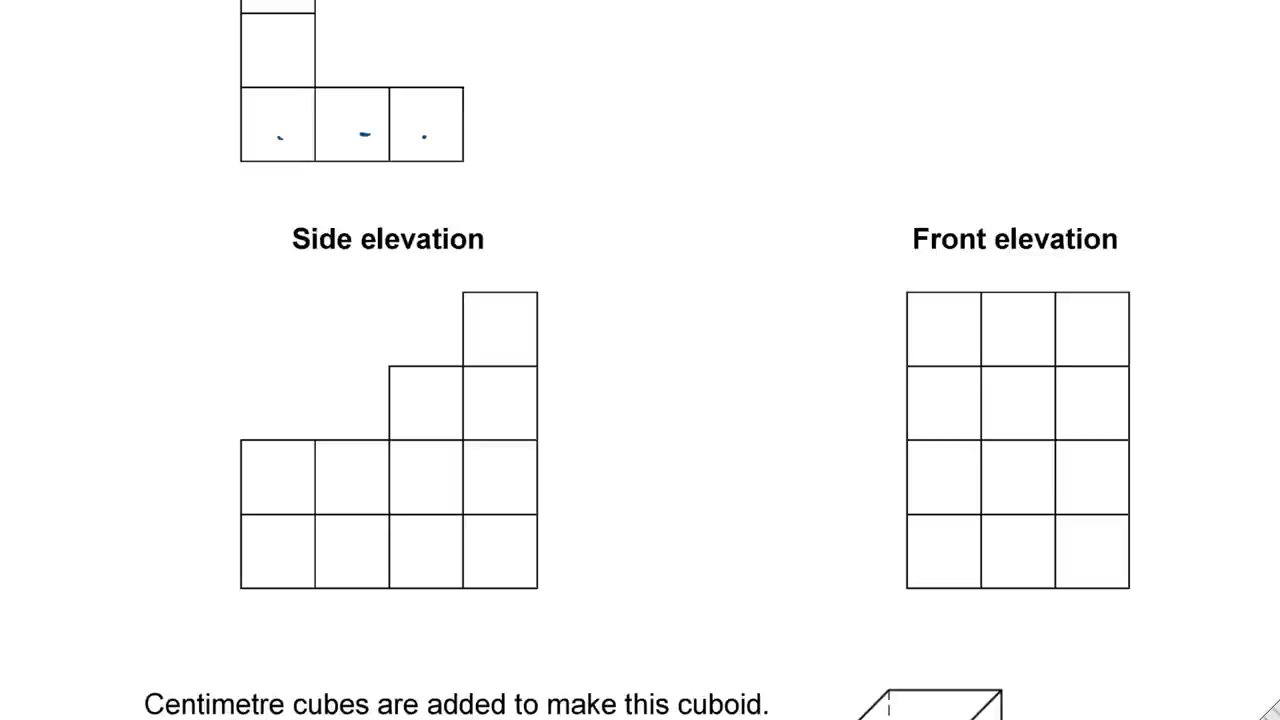 Side elevation
Front elevation
Centimetre cubes are added to make this cuboid.